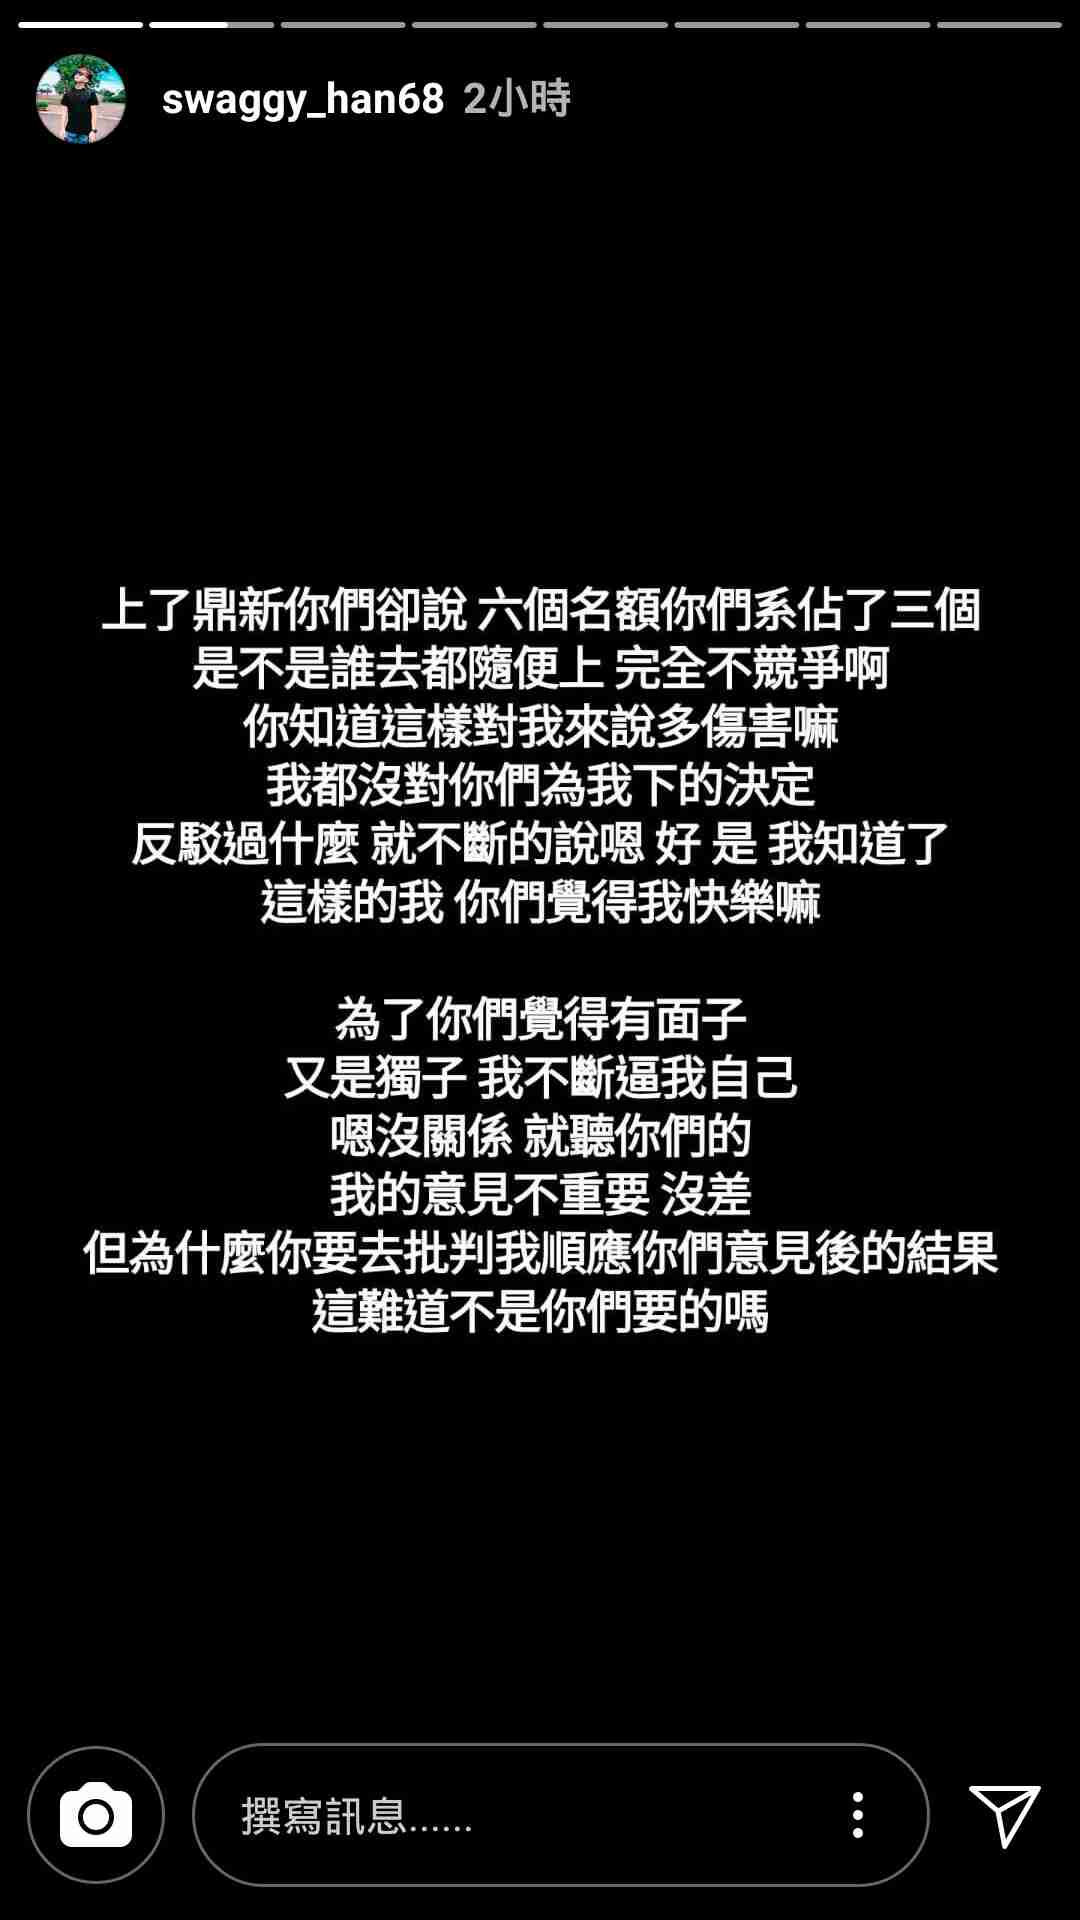 swaggy_han68 2小時
上了鼎新你們卻說 六個名額你們系佔了三個
是不是誰去都隨便上 完全不競爭啊
你知道這樣對我來說多傷害嘛
我都沒對你們為我下的決定
反駁過什麼 就不斷的說嗯 好 是 我知道了
這樣的我 你們覺得我快樂嘛
為了你們覺得有面子
又是獨子 我不斷逼我自己
嗯沒關係 就聽你們的
我的意見不重要 沒差
但為什麼你要去批判我順應你們意見後的結果
這難道不是你們要的嗎
撰寫訊息......